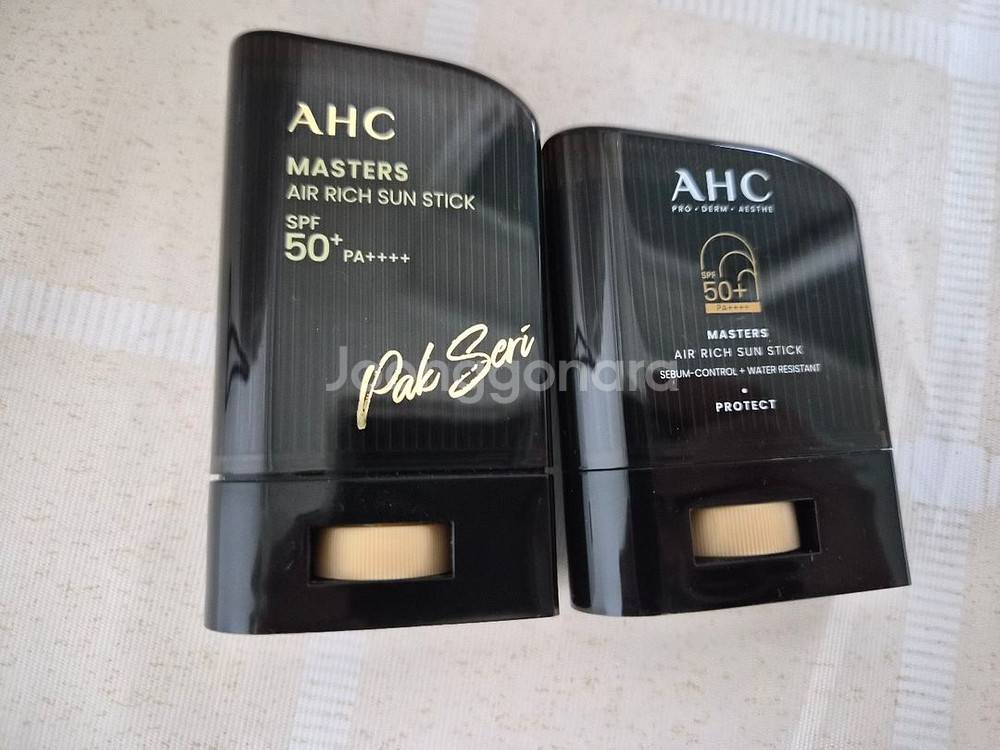 AHC
MASTERS
AIR RICH SUN STICK
SPF
50+ PA++++
Pak Seri
AHC
PRO • DERM • AESTHE
SPF
50+
PA++++
MASTERS
AIR RICH SUN STICK
SEBUM-CONTROL + WATER RESISTANT
PROTECT
Joonggonara